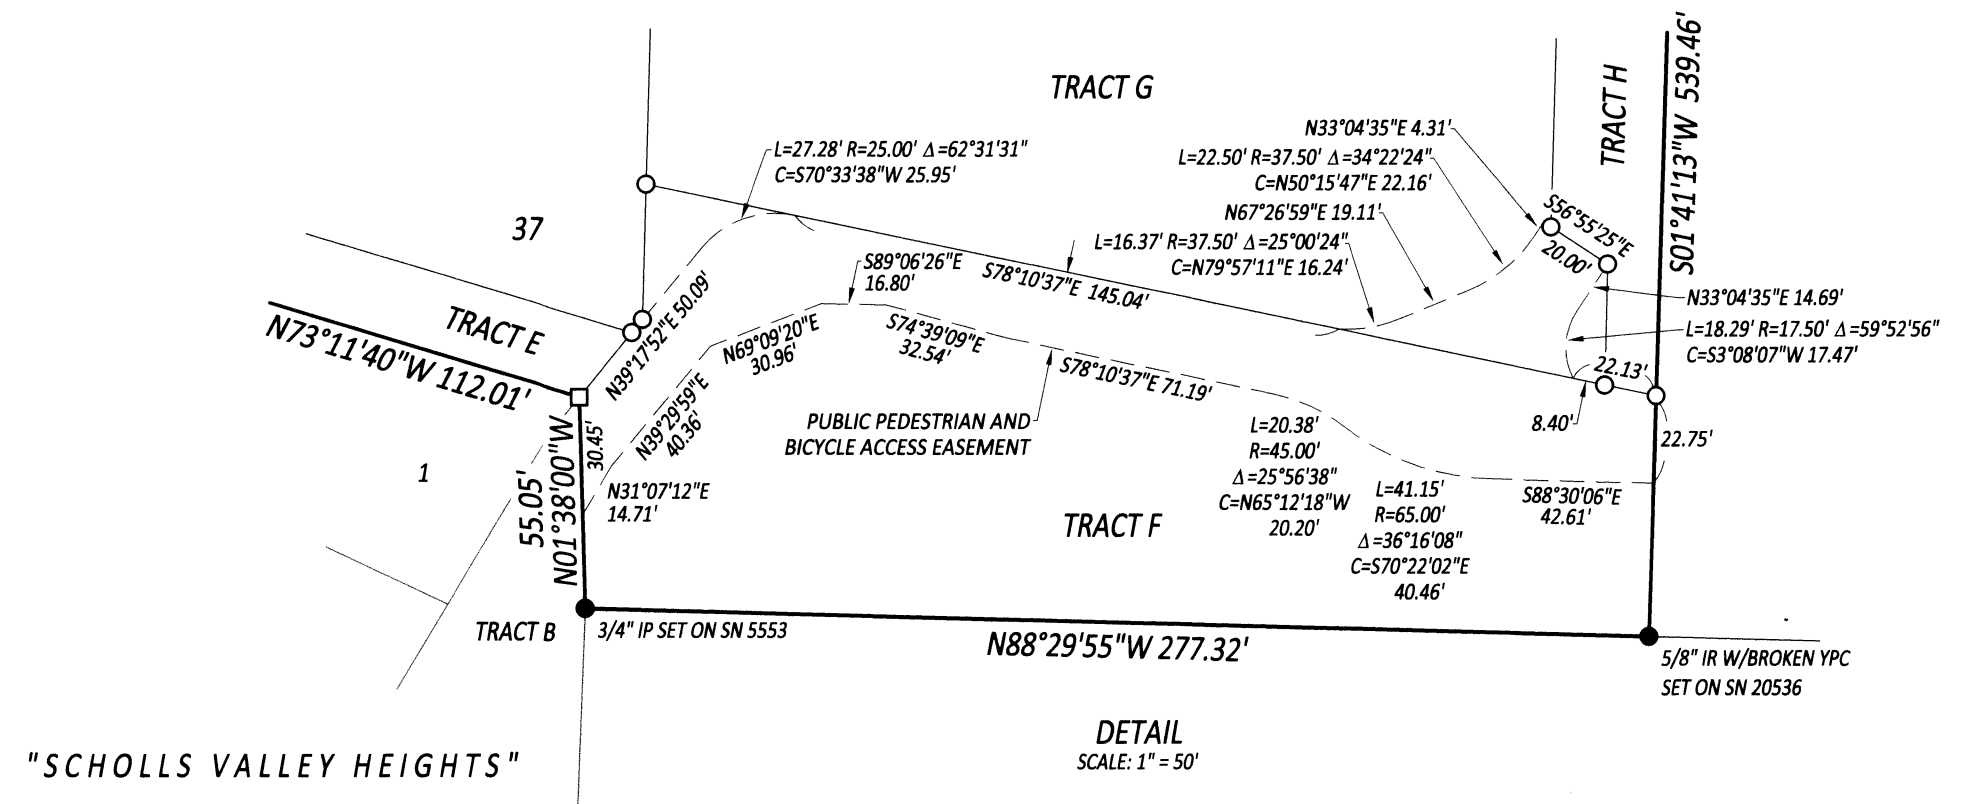 TRACT G
TRACT H
S01°41'13"W 539.46'
N33°04'35"E 4.31'
L=27.28' R=25.00' Δ=62°31'31"
C=S70°33'38"W 25.95'
L=22.50' R=37.50' Δ=34°22'24"
C=N50°15'47"E 22.16'
N67°26'59"E 19.11'
L=16.37' R=37.50' Δ=25°00'24"
C=N79°57'11"E 16.24'
S56°55'25"E
20.00'
37
S89°06'26"E
16.80'
S78°10'37"E 145.04'
N33°04'35"E 14.69'
L=18.29' R=17.50' Δ=59°52'56"
C=S3°08'07"W 17.47'
TRACT E
N73°11'40"W 112.01'
N39°17'52"E 50.09'
N69°09'20"E
30.96'
S74°39'09"E
32.54'
S78°10'37"E 71.19'
22.13'
8.40'
22.75'
N39°29'59"E
40.36'
PUBLIC PEDESTRIAN AND
BICYCLE ACCESS EASEMENT
L=20.38'
R=45.00'
Δ=25°56'38"
C=N65°12'18"W
20.20'
L=41.15'
R=65.00'
Δ=36°16'08"
C=S70°22'02"E
40.46'
S88°30'06"E
42.61'
1
30.45'
55.05'
N01°38'00"W
N31°07'12"E
14.71'
TRACT F
TRACT B
3/4" IP SET ON SN 5553
N88°29'55"W 277.32'
5/8" IR W/BROKEN YPC
SET ON SN 20536
DETAIL
SCALE: 1" = 50'
"SCHOLLS VALLEY HEIGHTS"